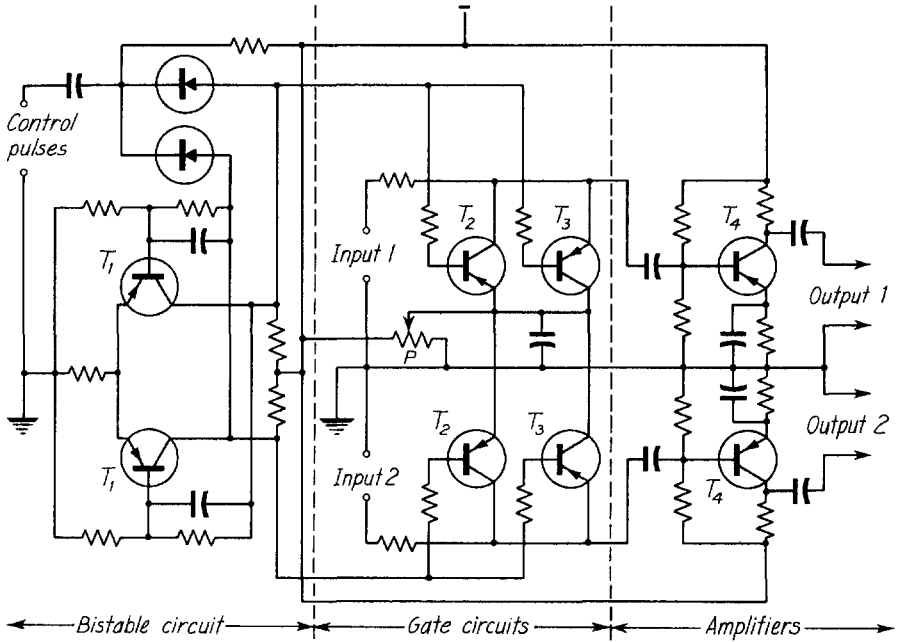 −
Control
pulses
T₁
T₁
Input 1
Input 2
P
T₂
T₃
T₂
T₃
T₄
T₄
Output 1
Output 2
Bistable circuit
Gate circuits
Amplifiers